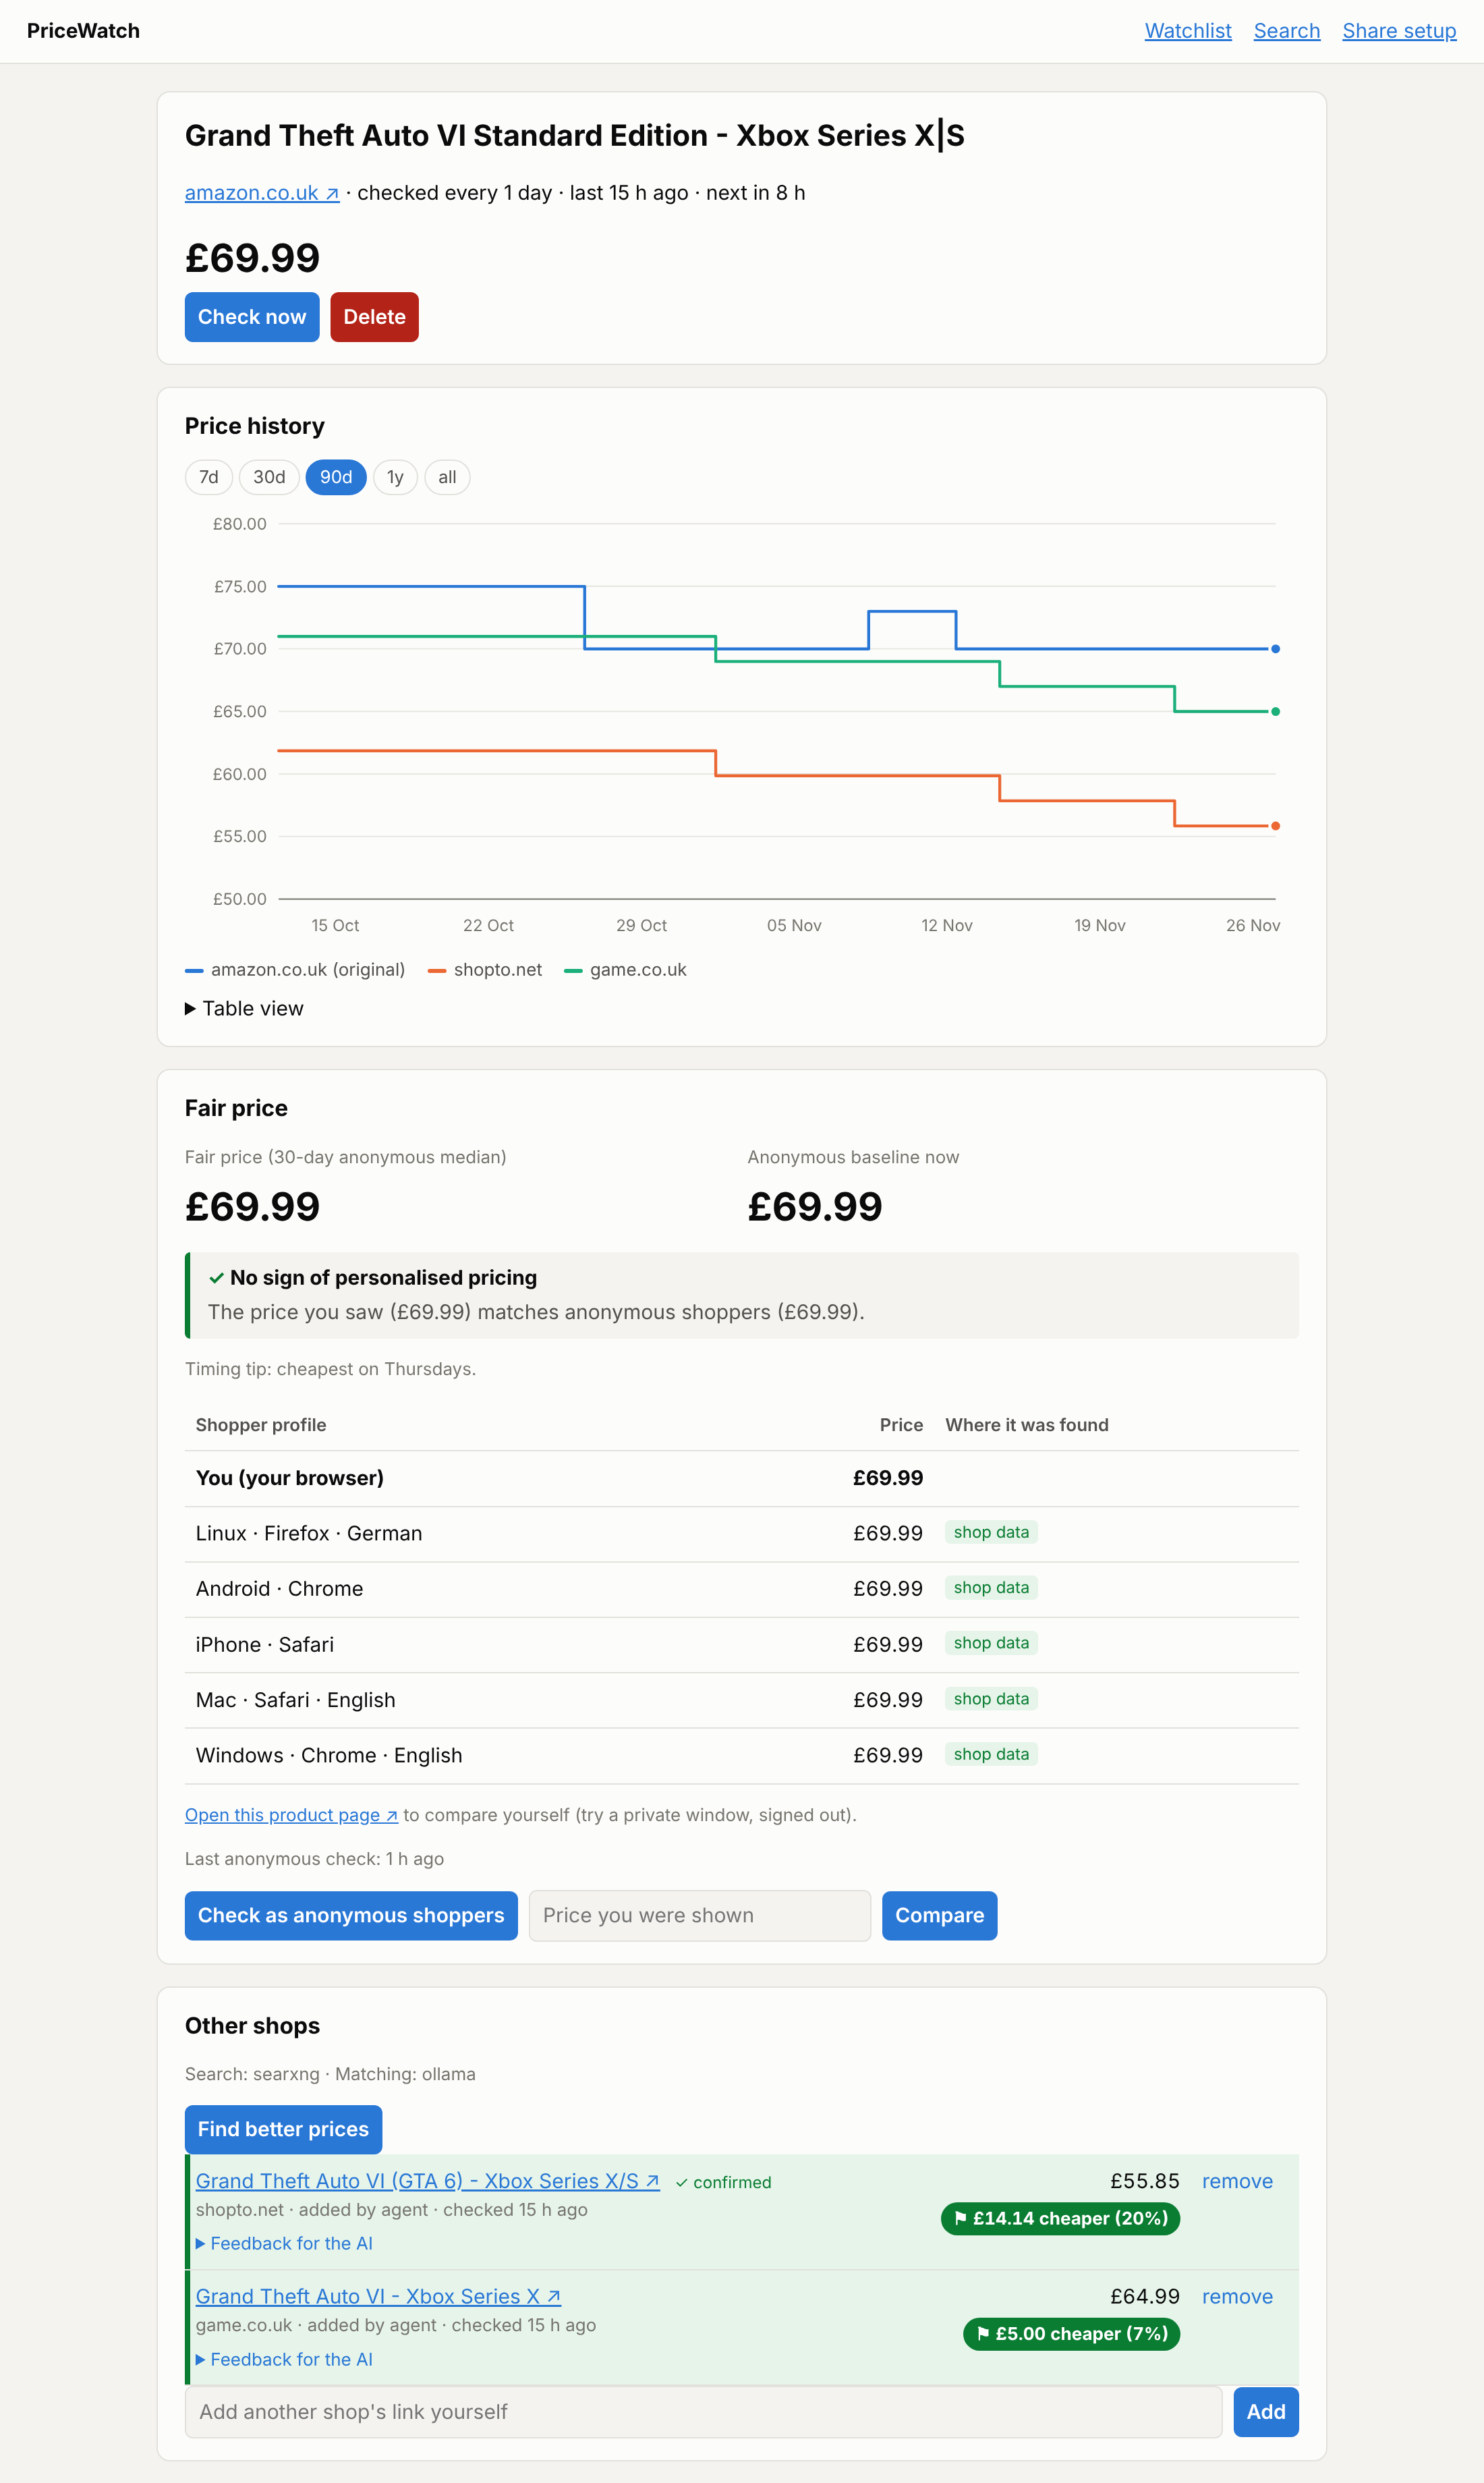 PriceWatch
Watchlist Search Share setup
Grand Theft Auto VI Standard Edition - Xbox Series X|S
amazon.co.uk ↗ · checked every 1 day · last 15 h ago · next in 8 h
£69.99
Check now Delete
Price history
7d 30d 90d 1y all
£80.00
£75.00
£70.00
£65.00
£60.00
£55.00
£50.00
15 Oct 22 Oct 29 Oct 05 Nov 12 Nov 19 Nov 26 Nov
amazon.co.uk (original) shopto.net game.co.uk
▶ Table view
Fair price
Fair price (30-day anonymous median) Anonymous baseline now
£69.99 £69.99
✓ No sign of personalised pricing
The price you saw (£69.99) matches anonymous shoppers (£69.99).
Timing tip: cheapest on Thursdays.
Shopper profile Price Where it was found
You (your browser) £69.99
Linux · Firefox · German £69.99 shop data
Android · Chrome £69.99 shop data
iPhone · Safari £69.99 shop data
Mac · Safari · English £69.99 shop data
Windows · Chrome · English £69.99 shop data
Open this product page ↗ to compare yourself (try a private window, signed out).
Last anonymous check: 1 h ago
Check as anonymous shoppers Price you were shown Compare
Other shops
Search: searxng · Matching: ollama
Find better prices
Grand Theft Auto VI (GTA 6) - Xbox Series X/S ↗ ✓ confirmed £55.85 remove
shopto.net · added by agent · checked 15 h ago ⚑ £14.14 cheaper (20%)
▶ Feedback for the AI
Grand Theft Auto VI - Xbox Series X ↗ £64.99 remove
game.co.uk · added by agent · checked 15 h ago ⚑ £5.00 cheaper (7%)
▶ Feedback for the AI
Add another shop's link yourself Add